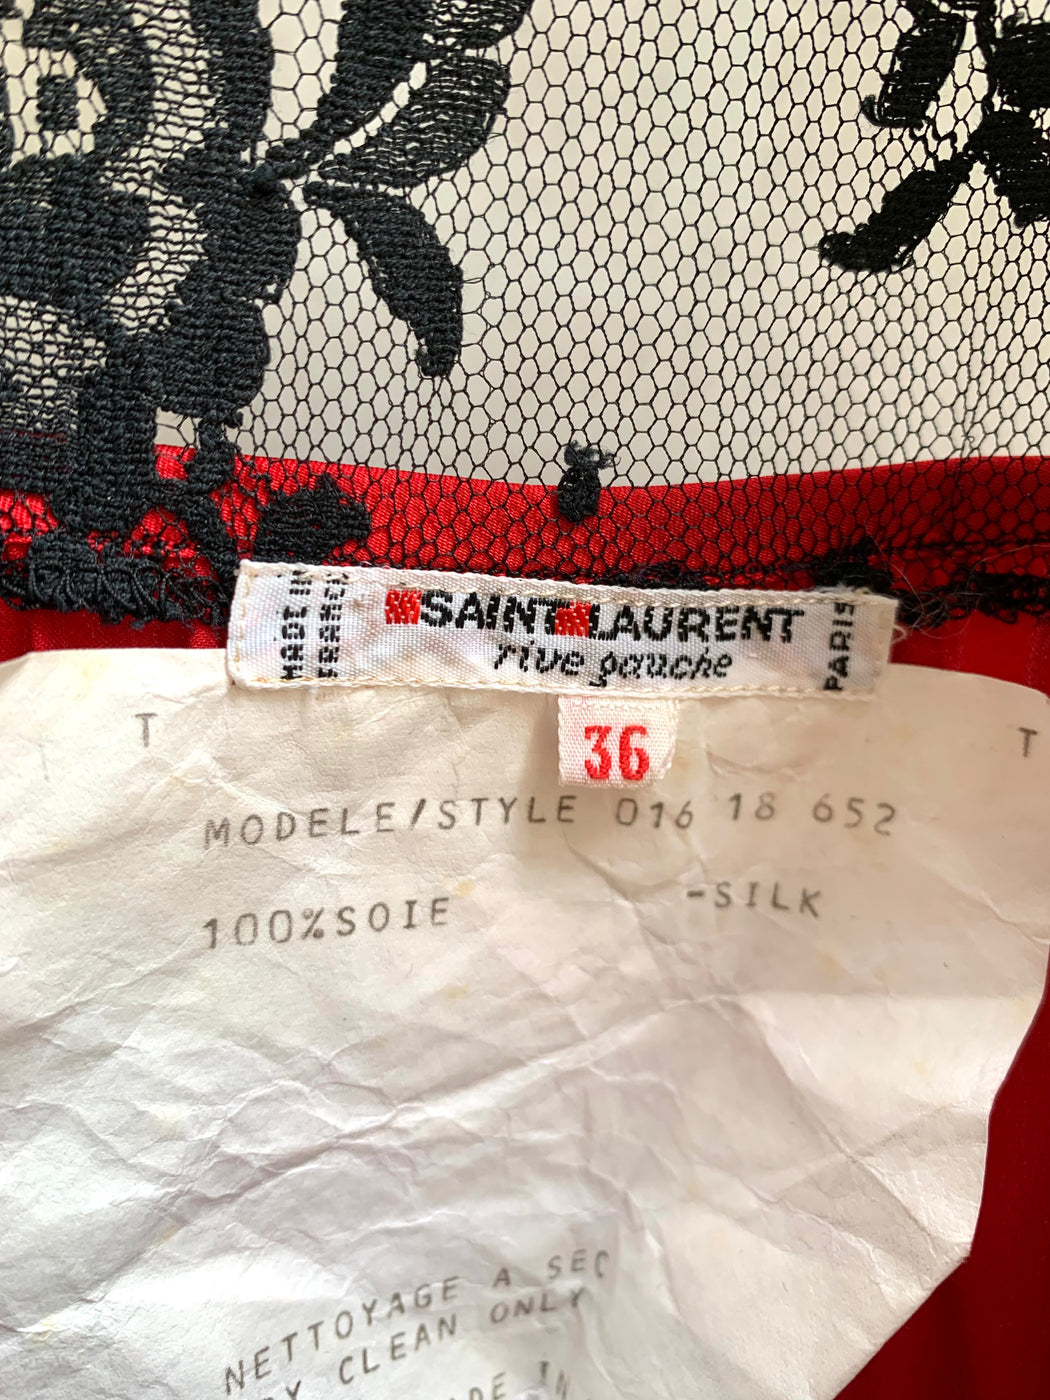 MADE IN
FRANCE
SAINT LAURENT
rive gauche
PARIS
36
T T
MODELE/STYLE 016 18 652
100%SOIE -SILK
NETTOYAGE A SEC
CLEAN ONLY